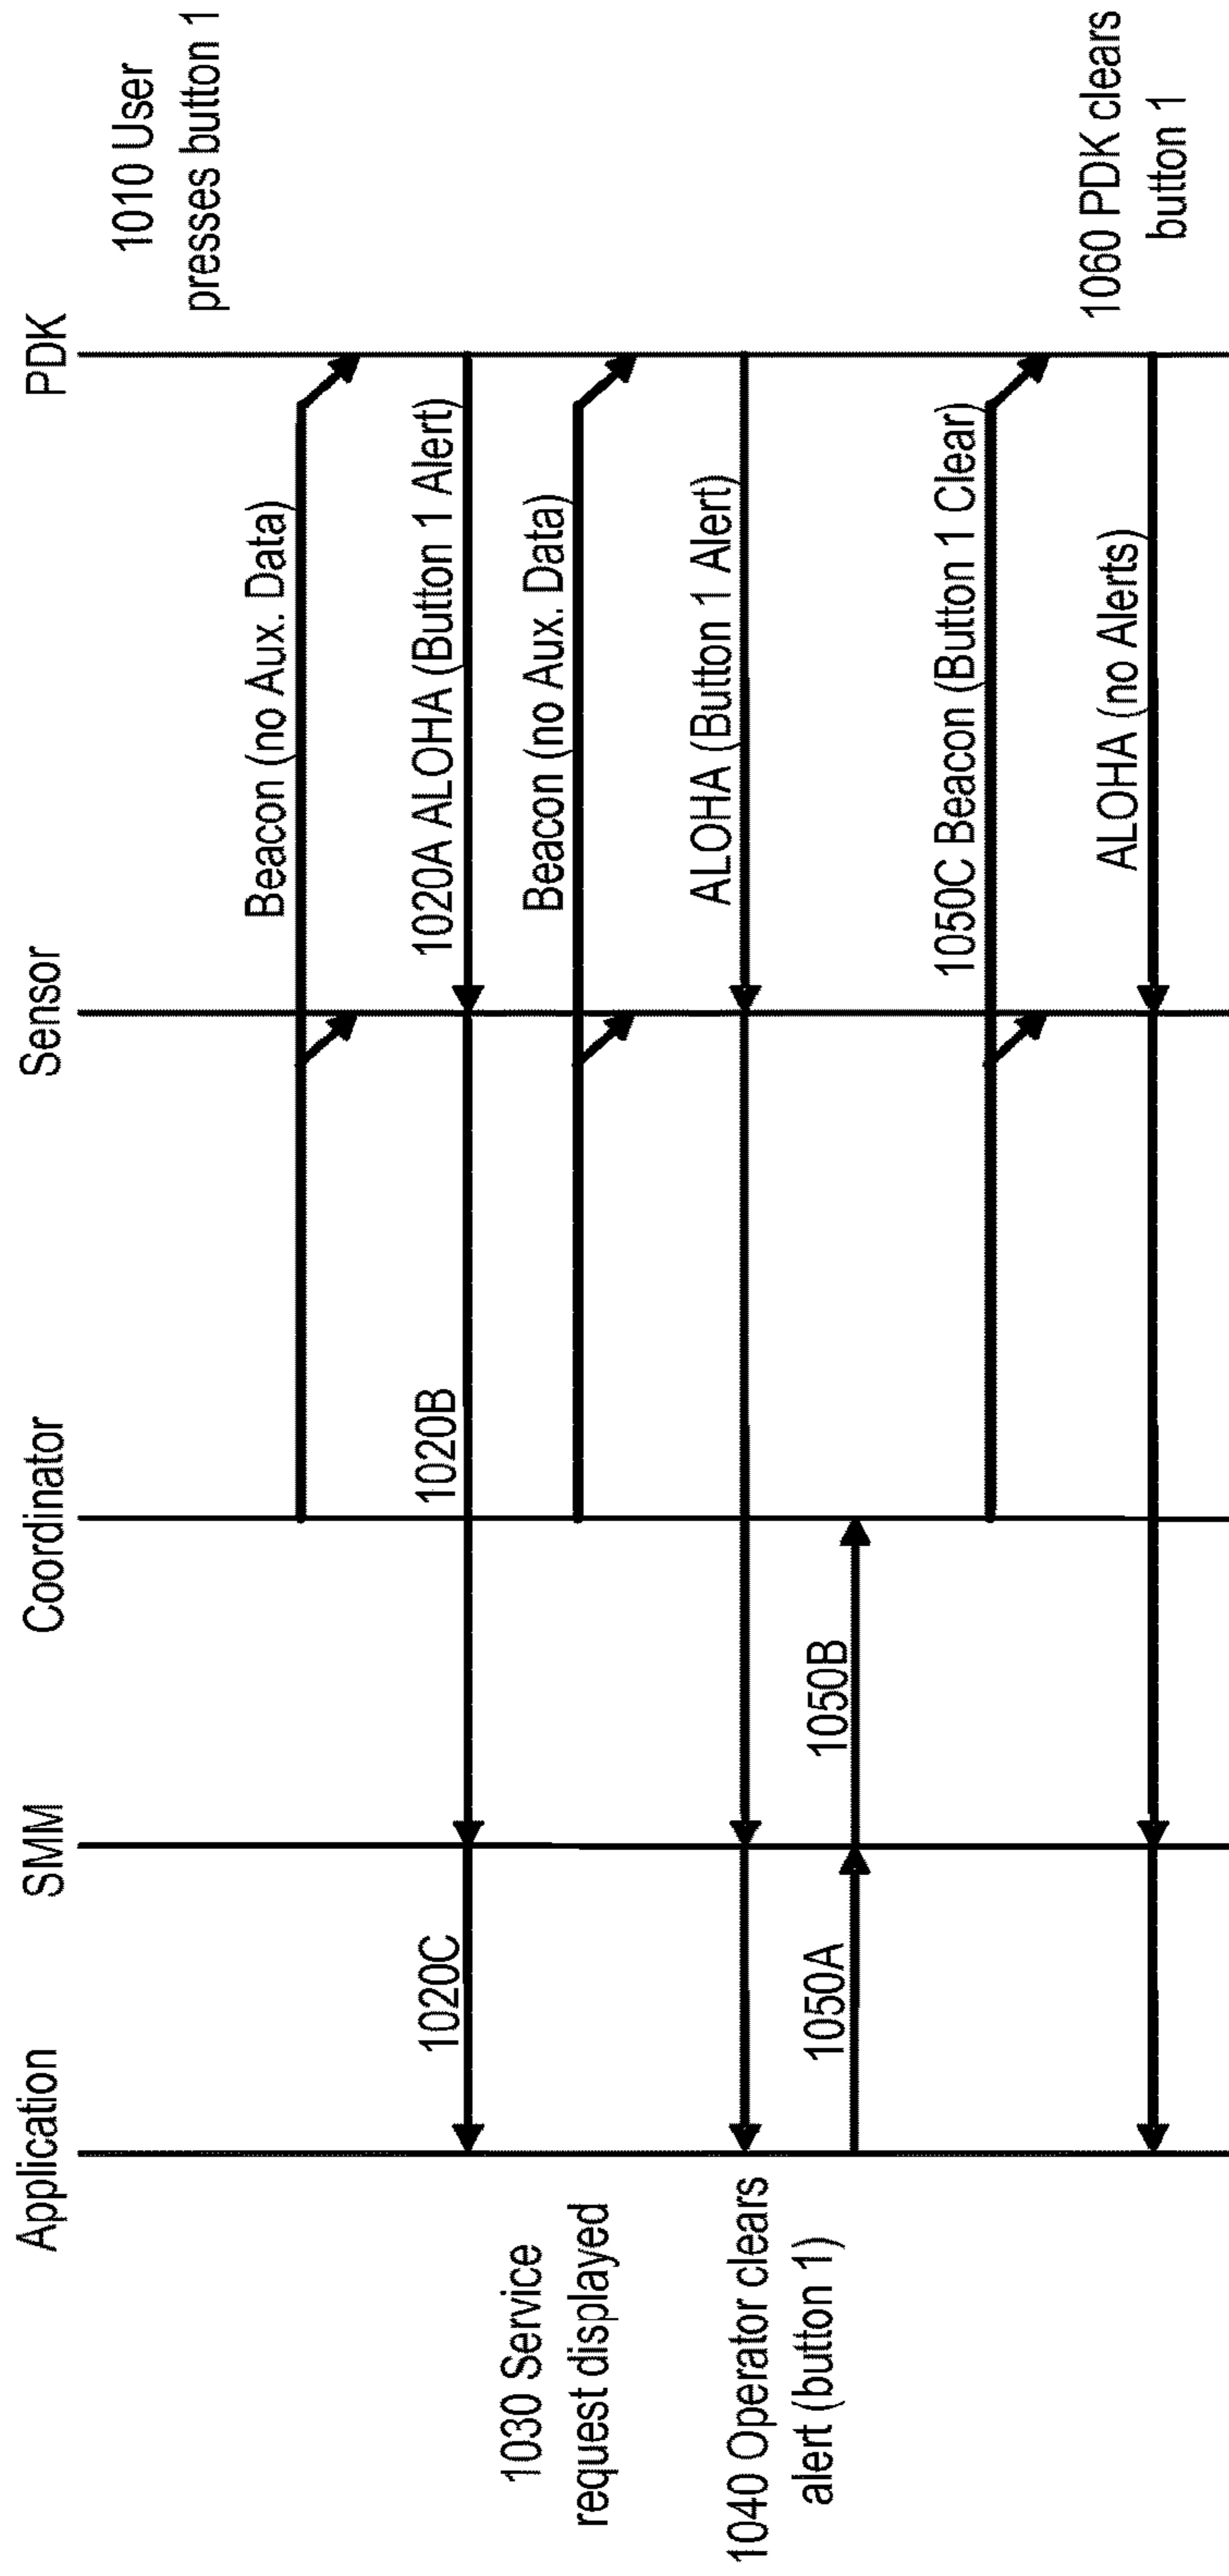 Application
SMM
Coordinator
Sensor
PDK
1010 User
presses button 1
Beacon (no Aux. Data)
1020C
1020B
1020A ALOHA (Button 1 Alert)
1030 Service
request displayed
Beacon (no Aux. Data)
ALOHA (Button 1 Alert)
1040 Operator clears
alert (button 1)
1050A
1050B
1050C Beacon (Button 1 Clear)
1060 PDK clears
button 1
ALOHA (no Alerts)